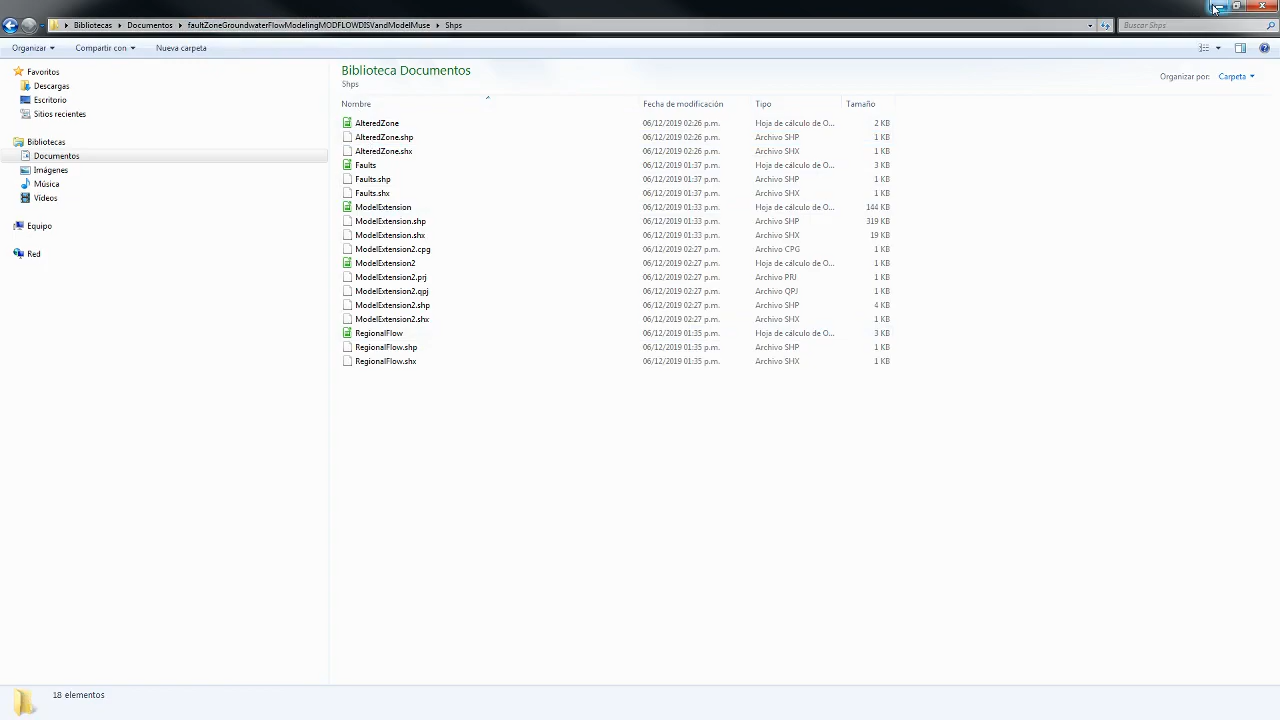 Bibliotecas Documentos faultZoneGroundwaterFlowModelingMODFLOWDISVandModelMuse Shps Buscar Shps
Organizar Compartir con Nueva carpeta
Favoritos
Descargas
Escritorio
Sitios recientes
Bibliotecas
Documentos
Imágenes
Música
Vídeos
Equipo
Red
Biblioteca Documentos
Shps
Organizar por: Carpeta
Nombre Fecha de modificación Tipo Tamaño
AlteredZone 06/12/2019 02:26 p.m. Hoja de cálculo de O... 2 KB
AlteredZone.shp 06/12/2019 02:26 p.m. Archivo SHP 1 KB
AlteredZone.shx 06/12/2019 02:26 p.m. Archivo SHX 1 KB
Faults 06/12/2019 01:37 p.m. Hoja de cálculo de O... 3 KB
Faults.shp 06/12/2019 01:37 p.m. Archivo SHP 1 KB
Faults.shx 06/12/2019 01:37 p.m. Archivo SHX 1 KB
ModelExtension 06/12/2019 01:33 p.m. Hoja de cálculo de O... 144 KB
ModelExtension.shp 06/12/2019 01:33 p.m. Archivo SHP 319 KB
ModelExtension.shx 06/12/2019 01:33 p.m. Archivo SHX 19 KB
ModelExtension2.cpg 06/12/2019 02:27 p.m. Archivo CPG 1 KB
ModelExtension2 06/12/2019 02:27 p.m. Hoja de cálculo de O... 1 KB
ModelExtension2.prj 06/12/2019 02:27 p.m. Archivo PRJ 1 KB
ModelExtension2.qpj 06/12/2019 02:27 p.m. Archivo QPJ 1 KB
ModelExtension2.shp 06/12/2019 02:27 p.m. Archivo SHP 4 KB
ModelExtension2.shx 06/12/2019 02:27 p.m. Archivo SHX 1 KB
RegionalFlow 06/12/2019 01:35 p.m. Hoja de cálculo de O... 3 KB
RegionalFlow.shp 06/12/2019 01:35 p.m. Archivo SHP 1 KB
RegionalFlow.shx 06/12/2019 01:35 p.m. Archivo SHX 1 KB
18 elementos